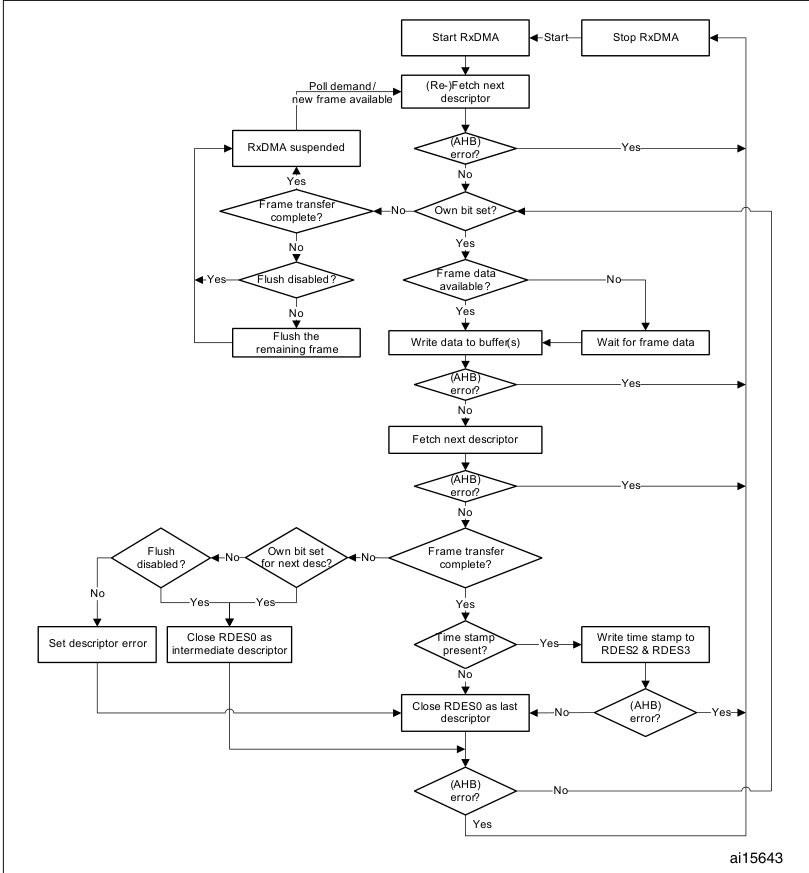 Start RxDMA
Start
Stop RxDMA
Poll demand/
new frame available
(Re-)Fetch next
descriptor
RxDMA suspended
(AHB)
error?
Yes
No
Yes
Frame transfer
complete?
No
Own bit set?
No
Yes
Yes
Flush disabled?
Frame data
available?
No
No
Yes
Flush the
remaining frame
Write data to buffer(s)
Wait for frame data
(AHB)
error?
Yes
No
Fetch next descriptor
(AHB)
error?
Yes
No
Flush
disabled?
No
Own bit set
for next desc?
No
Frame transfer
complete?
No
Yes
Yes
Yes
Set descriptor error
Close RDES0 as
intermediate descriptor
Time stamp
present?
Yes
Write time stamp to
RDES2 & RDES3
No
Close RDES0 as last
descriptor
No
(AHB)
error?
Yes
(AHB)
error?
No
Yes
ai15643